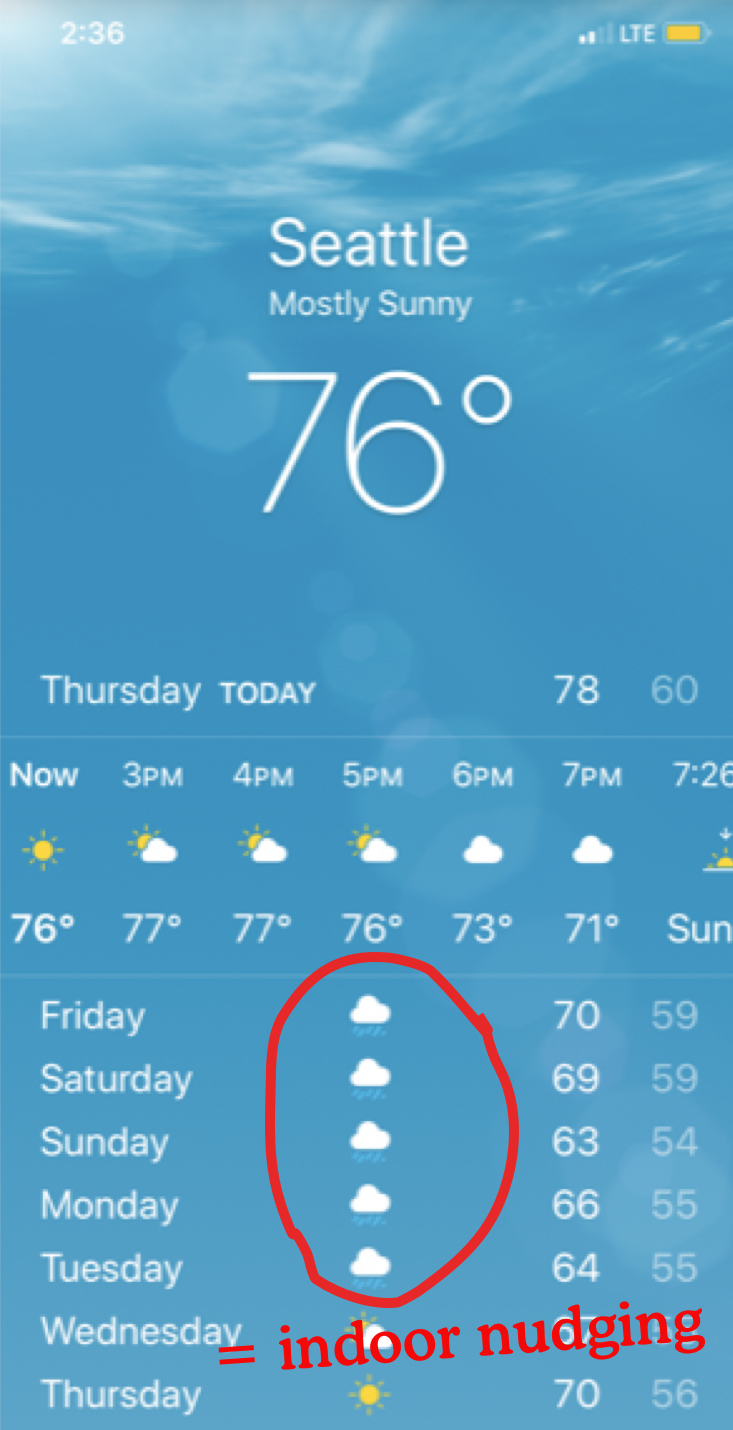 2:36 LTE
Seattle
Mostly Sunny
76°
Thursday TODAY 78 60
Now 3PM 4PM 5PM 6PM 7PM 7:26
76° 77° 77° 76° 73° 71° Sun
Friday 70 59
Saturday 69 59
Sunday 63 54
Monday 66 55
Tuesday 64 55
Wednesday
= indoor nudging
Thursday 70 56